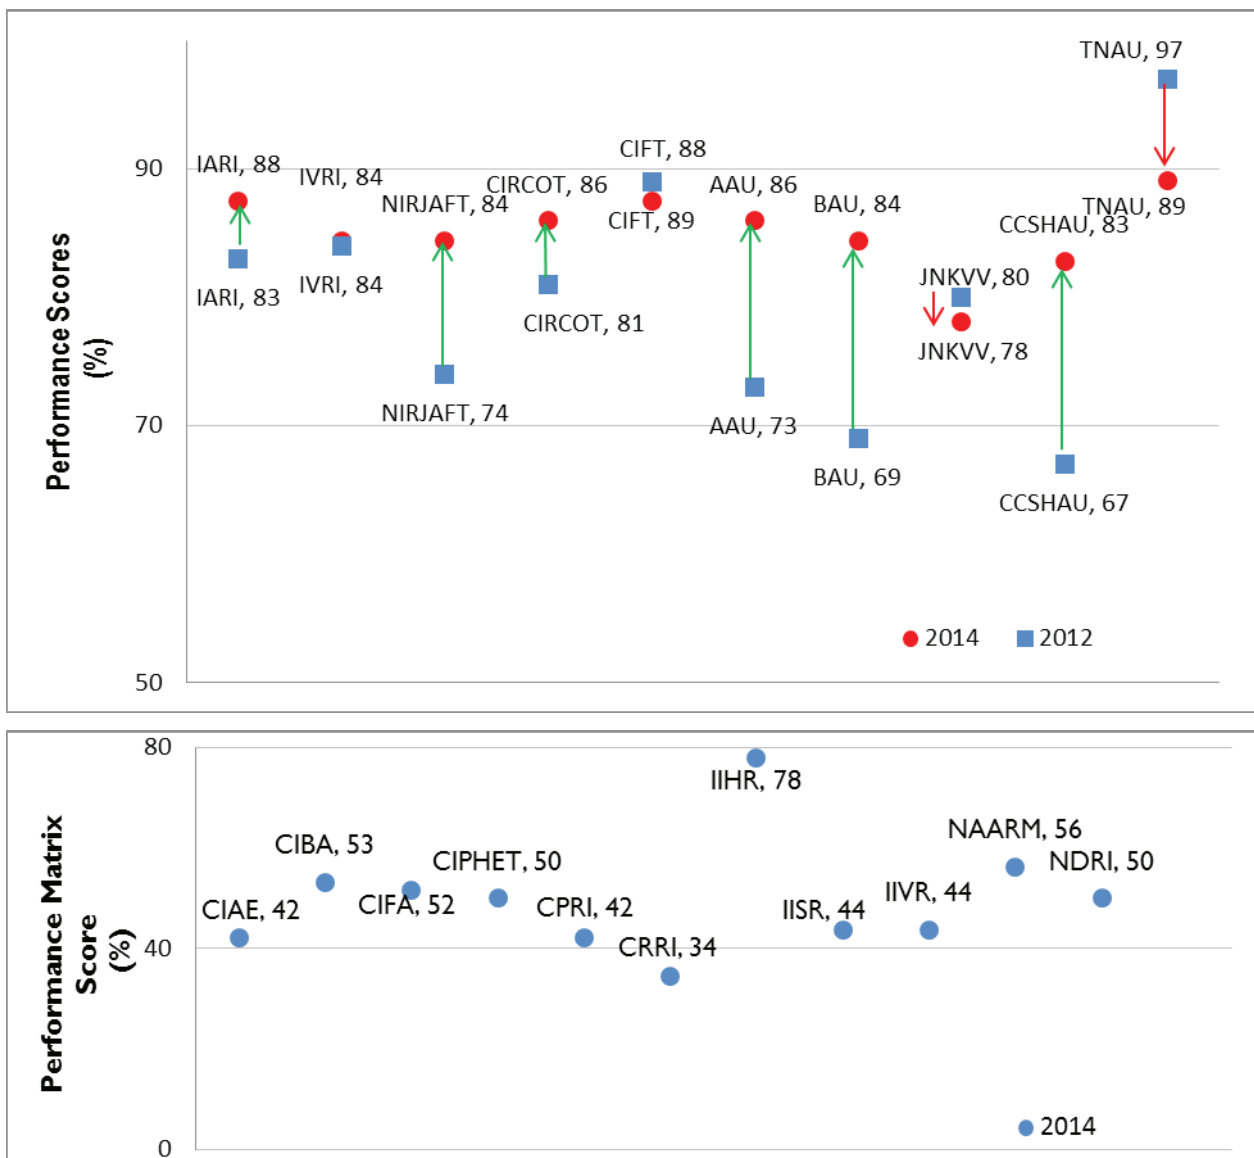 TNAU, 97
CIFT, 88
90
IARI, 88
IVRI, 84
NIRJAFT, 84
CIRCOT, 86
AAU, 86
BAU, 84
CIFT, 89
TNAU, 89
CCSHAU, 83
IARI, 83
IVRI, 84
CIRCOT, 81
JNKVV, 80
JNKVV, 78
NIRJAFT, 74
70
AAU, 73
BAU, 69
CCSHAU, 67
Performance Scores
(%)
2014
2012
50
80
IIHR, 78
CIBA, 53
CIPHET, 50
NAARM, 56
NDRI, 50
CIAE, 42
CIFA, 52
CPRI, 42
IISR, 44
IIVR, 44
CRRI, 34
40
Performance Matrix
Score
(%)
2014
0